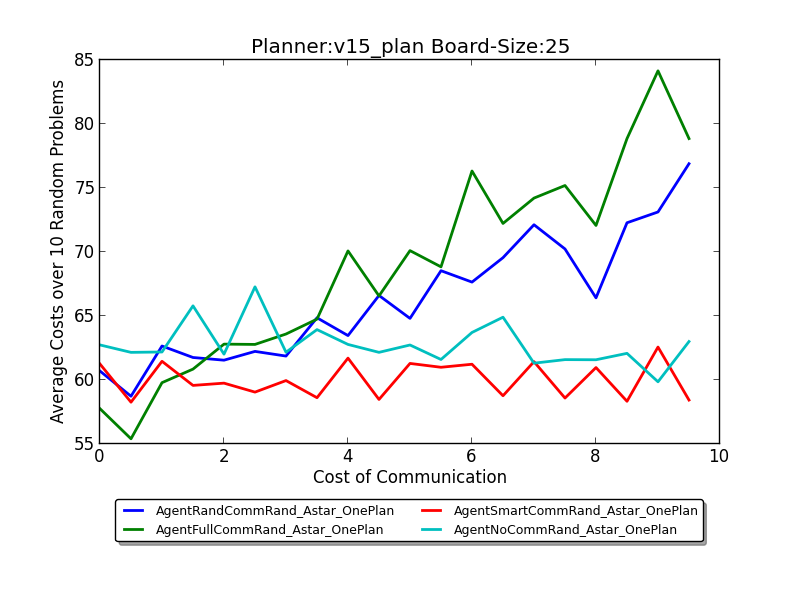 Planner:v15_plan Board-Size:25
Average Costs over 10 Random Problems
85
80
75
70
65
60
55
0 2 4 6 8 10
Cost of Communication
AgentRandCommRand_Astar_OnePlan AgentSmartCommRand_Astar_OnePlan
AgentFullCommRand_Astar_OnePlan AgentNoCommRand_Astar_OnePlan